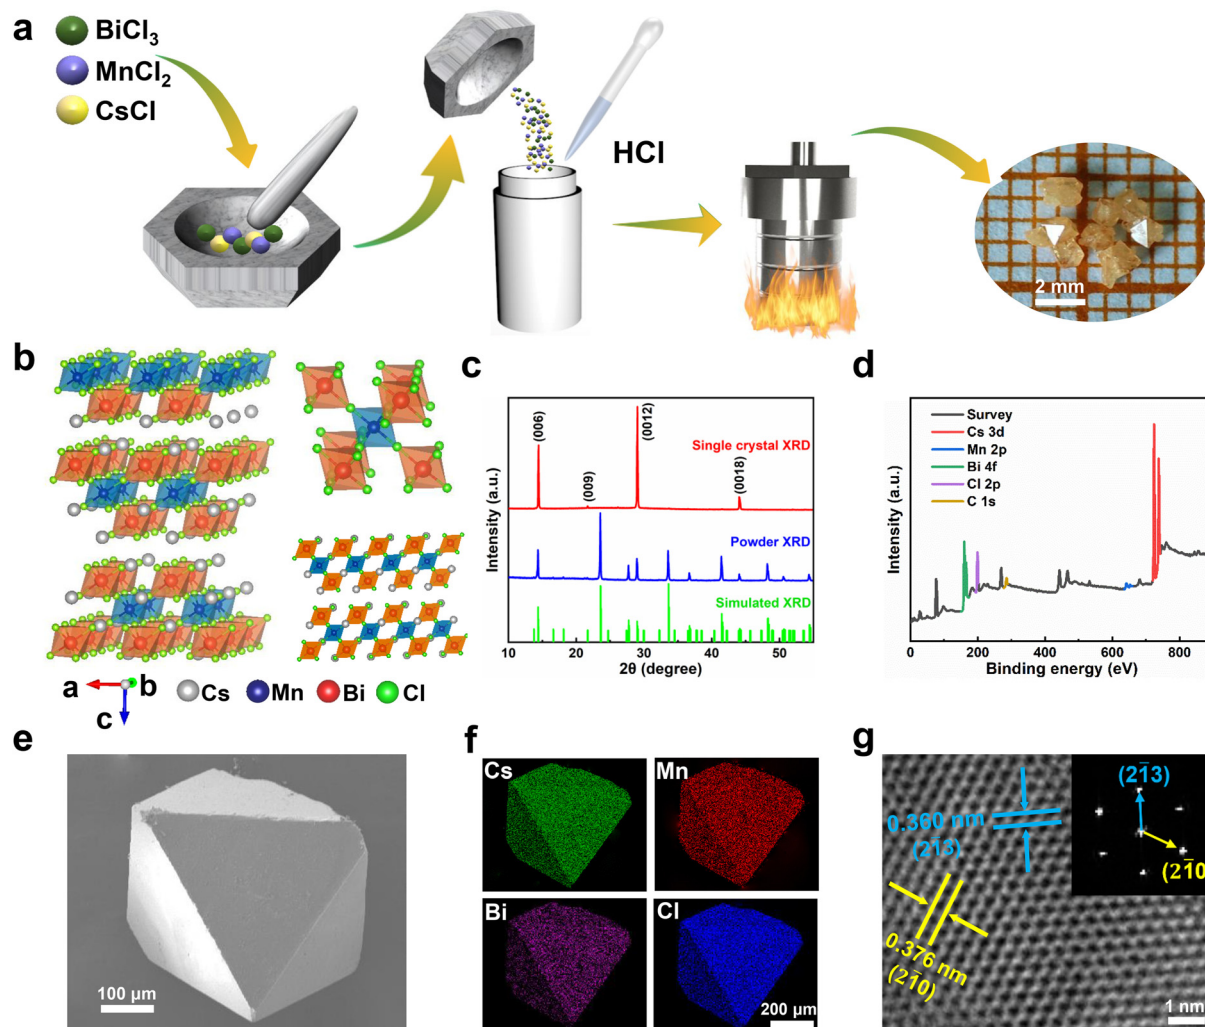 a
BiCl3
MnCl2
CsCl
HCl
2 mm
b
a
b
c
Cs
Mn
Bi
Cl
c
(006)
(009)
(0012)
(0018)
Single crystal XRD
Powder XRD
Simulated XRD
Intensity (a.u.)
10 20 30 40 50
2θ (degree)
d
Survey
Cs 3d
Mn 2p
Bi 4f
Cl 2p
C 1s
Intensity (a.u.)
0 200 400 600 800
Binding energy (eV)
e
100 μm
f
Cs
Mn
Bi
Cl
200 μm
g
0.360 nm
(21̄3)
0.376 nm
(21̄0)
(21̄3)
(21̄0)
1 nm